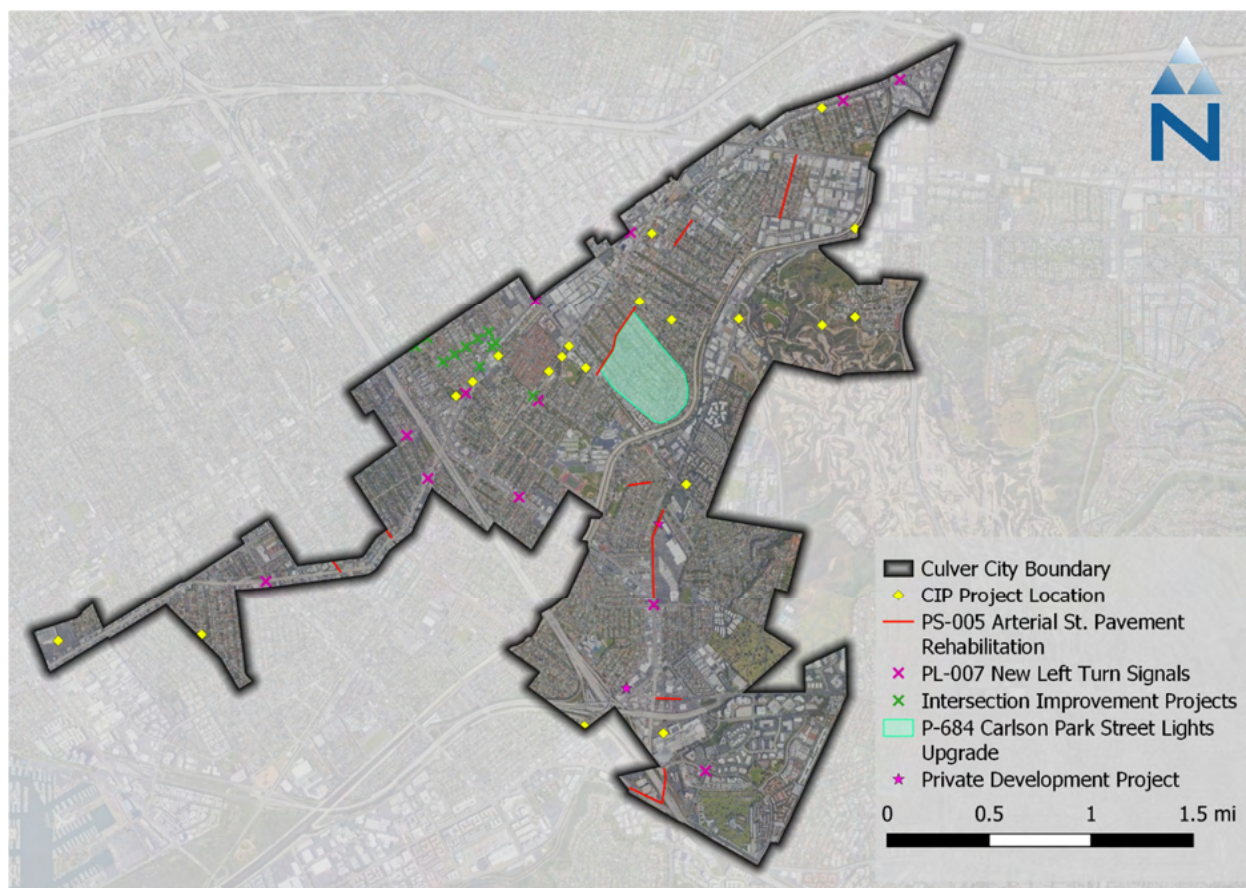 N
Culver City Boundary
CIP Project Location
PS-005 Arterial St. Pavement
Rehabilitation
PL-007 New Left Turn Signals
Intersection Improvement Projects
P-684 Carlson Park Street Lights
Upgrade
Private Development Project
0 0.5 1 1.5 mi